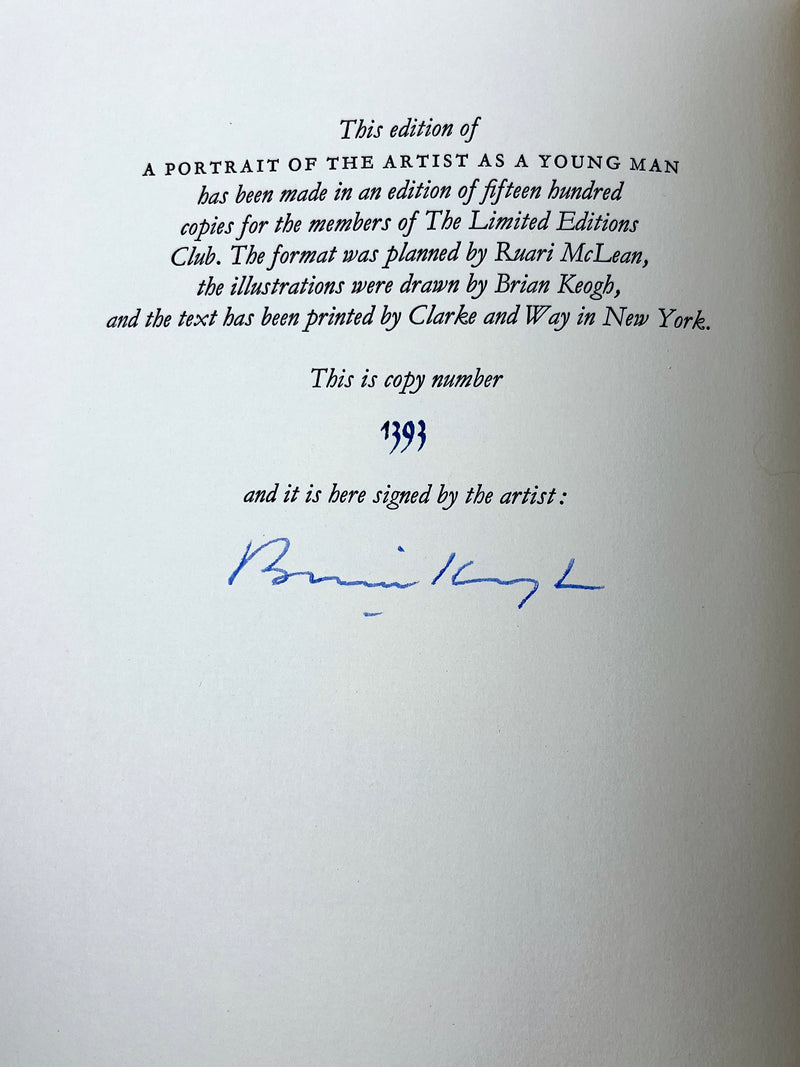 This edition of
A PORTRAIT OF THE ARTIST AS A YOUNG MAN
has been made in an edition of fifteen hundred
copies for the members of The Limited Editions
Club. The format was planned by Ruari McLean,
the illustrations were drawn by Brian Keogh,
and the text has been printed by Clarke and Way in New York.
This is copy number
1393
and it is here signed by the artist:
Brian Keogh